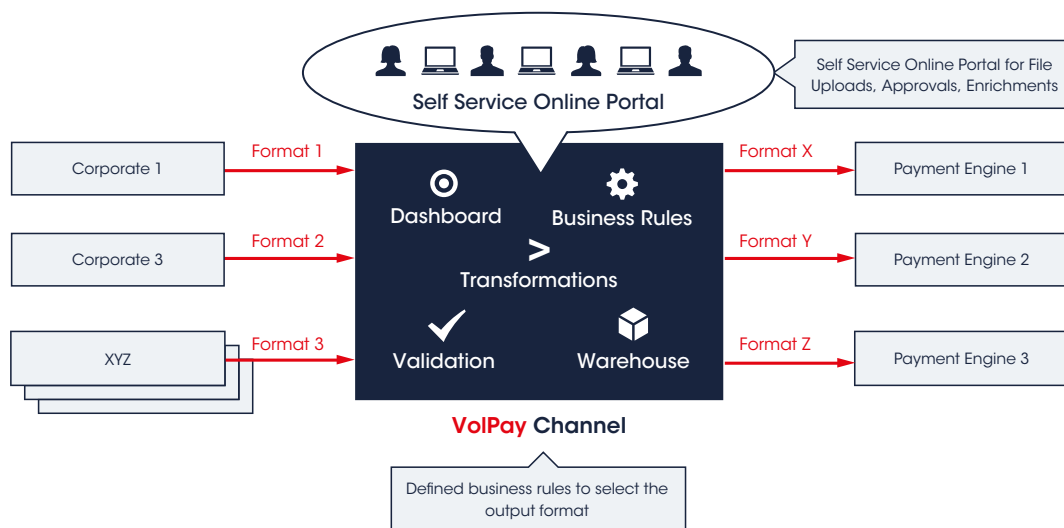 Self Service Online Portal
Self Service Online Portal for File
Uploads, Approvals, Enrichments
Corporate 1
Format 1
Dashboard
Business Rules
Format X
Payment Engine 1
Corporate 3
Format 2
>
Transformations
Format Y
Payment Engine 2
XYZ
Format 3
Validation
Warehouse
Format Z
Payment Engine 3
VolPay Channel
Defined business rules to select the
output format